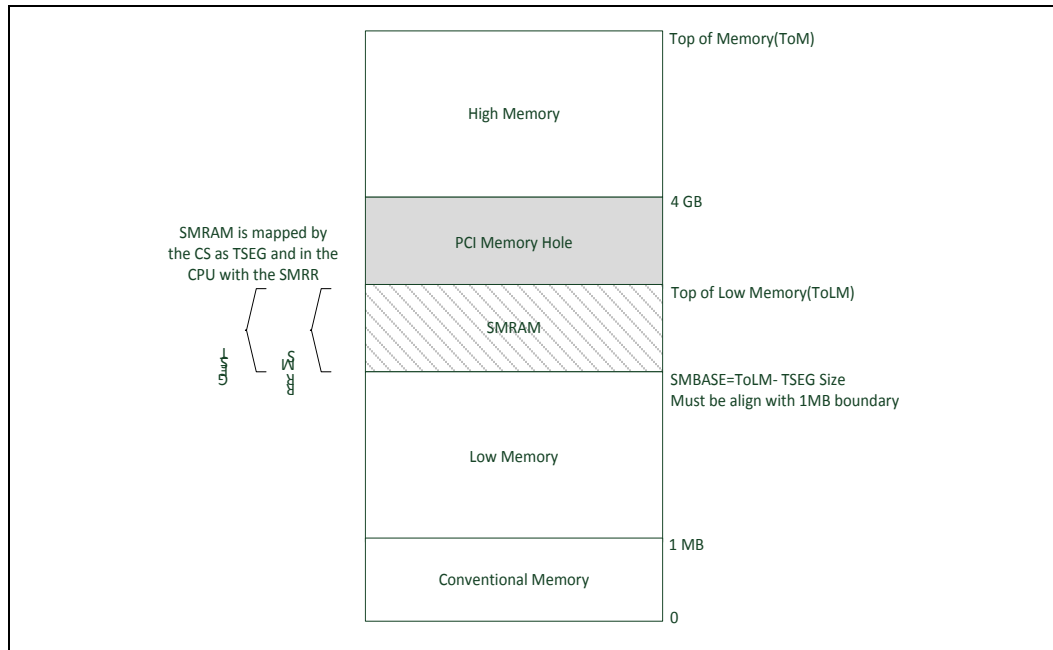 Top of Memory(ToM)
High Memory
4 GB
SMRAM is mapped by
the CS as TSEG and in the
CPU with the SMRR
PCI Memory Hole
Top of Low Memory(ToLM)
SMRAM
TSEG
SMRR
SMBASE=ToLM- TSEG Size
Must be align with 1MB boundary
Low Memory
1 MB
Conventional Memory
0